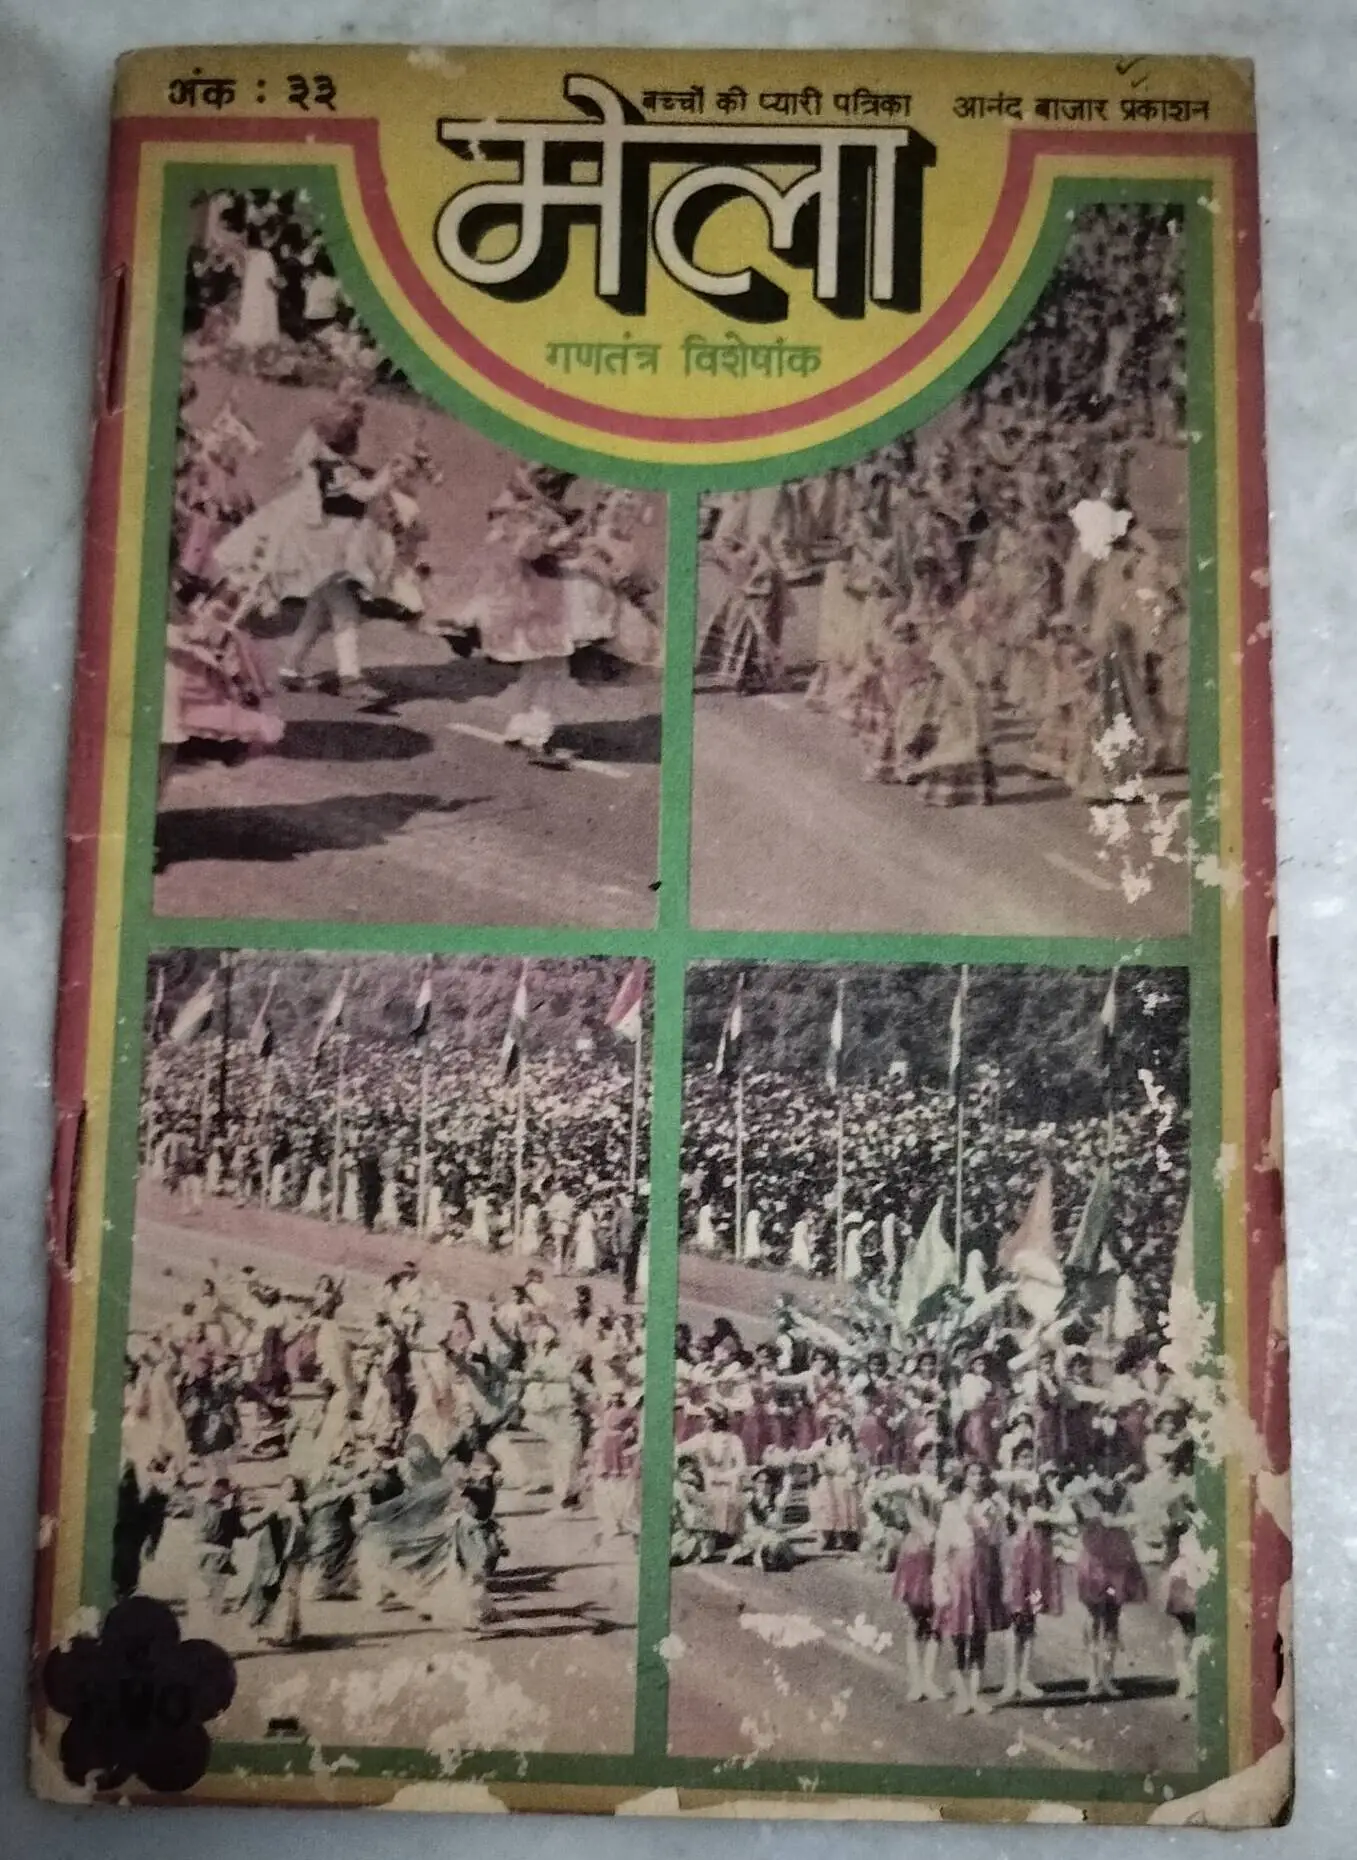 अंक : ३३
बच्चों की प्यारी पत्रिका आनंद बाजार प्रकाशन
मेला
गणतंत्र विशेषांक